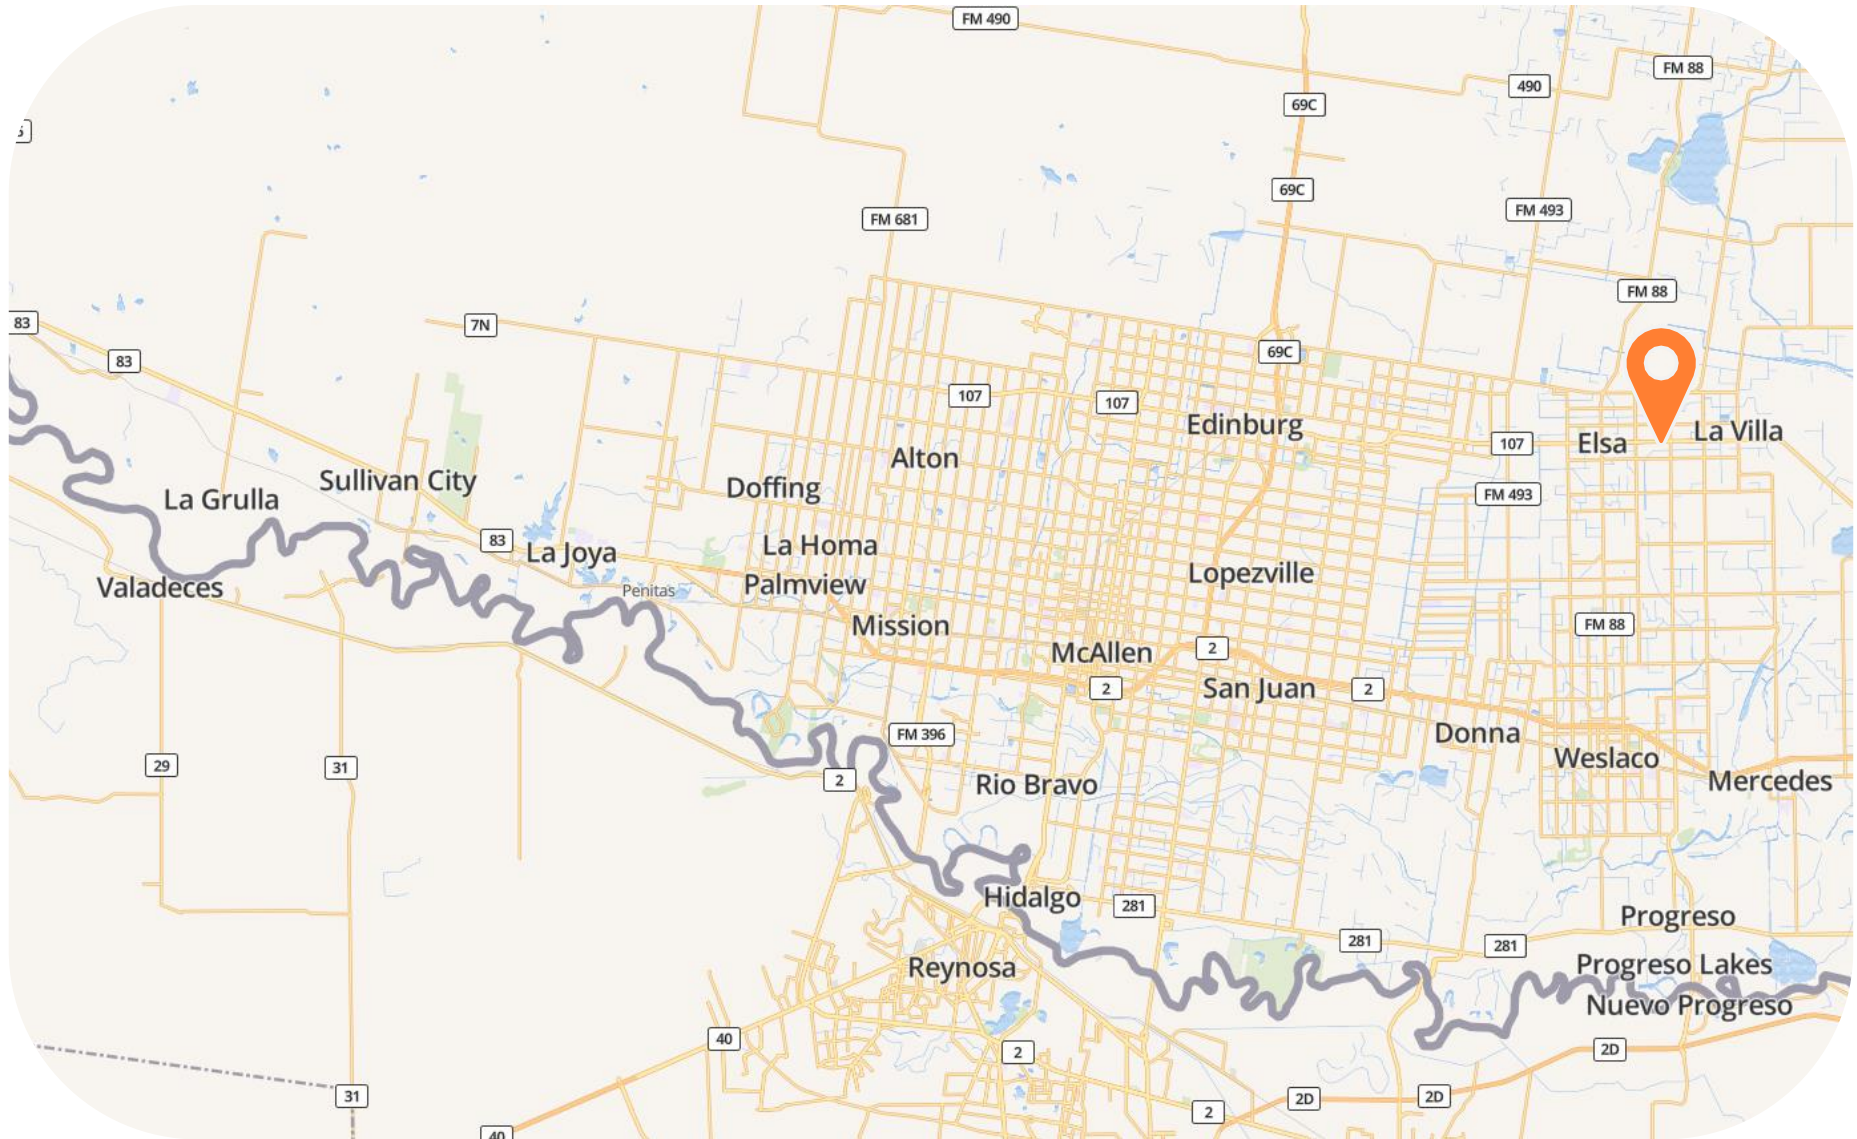 FM 490
FM 88
490
69C
69C
FM 493
FM 681
FM 88
83
7N
83
69C
107
107
Edinburg
La Villa
107
Elsa
Alton
Sullivan City
Doffing
La Grulla
FM 493
83
La Joya
La Homa
Lopezville
Valadeces
Palmview
Penitas
Mission
FM 88
McAllen
2
2
San Juan
2
FM 396
Donna
Weslaco
29
31
2
Rio Bravo
Mercedes
Hidalgo
281
Progreso
281
281
Reynosa
Progreso Lakes
Nuevo Progreso
40
2
2D
31
2D
2D
2
40